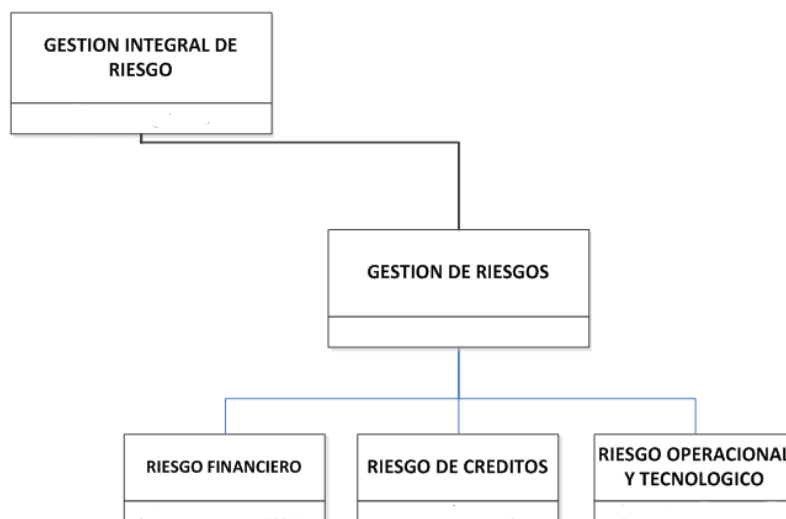 GESTION INTEGRAL DE
RIESGO
GESTION DE RIESGOS
RIESGO FINANCIERO
RIESGO DE CREDITOS
RIESGO OPERACIONAL
Y TECNOLOGICO